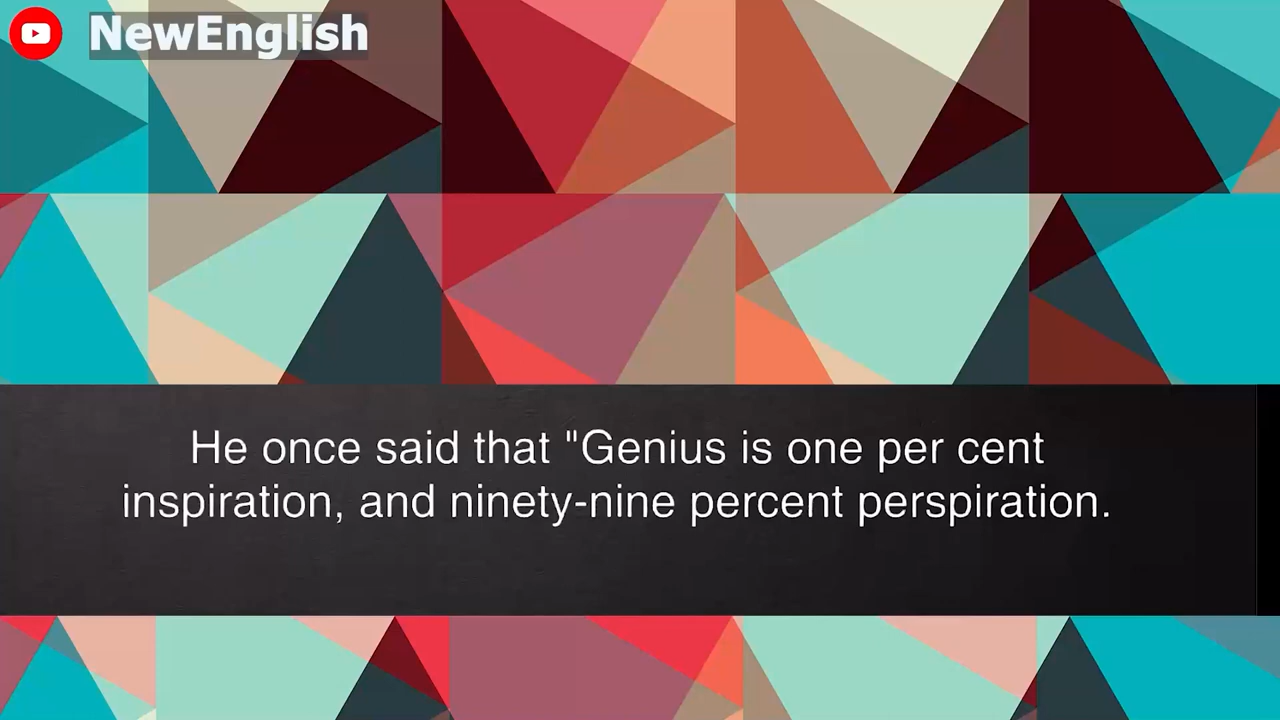 NewEnglish
He once said that "Genius is one per cent
inspiration, and ninety-nine percent perspiration.